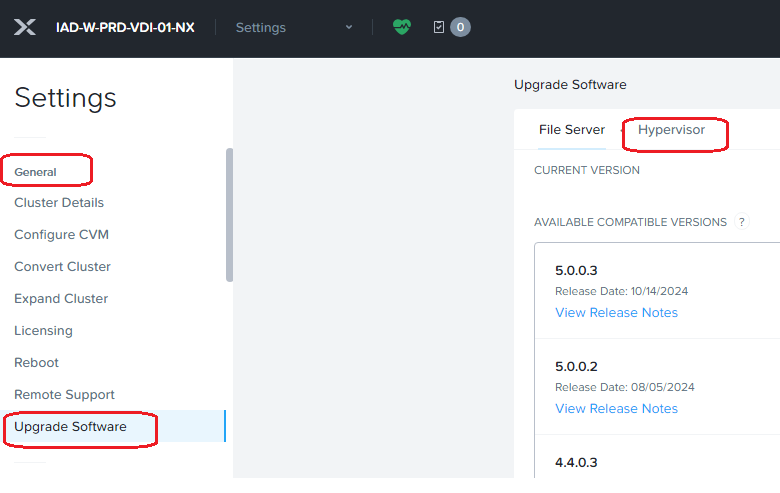 IAD-W-PRD-VDI-01-NX Settings 0
Settings
General
Cluster Details
Configure CVM
Convert Cluster
Expand Cluster
Licensing
Reboot
Remote Support
Upgrade Software
Upgrade Software
File Server Hypervisor
CURRENT VERSION
AVAILABLE COMPATIBLE VERSIONS ?
5.0.0.3
Release Date: 10/14/2024
View Release Notes
5.0.0.2
Release Date: 08/05/2024
View Release Notes
4.4.0.3